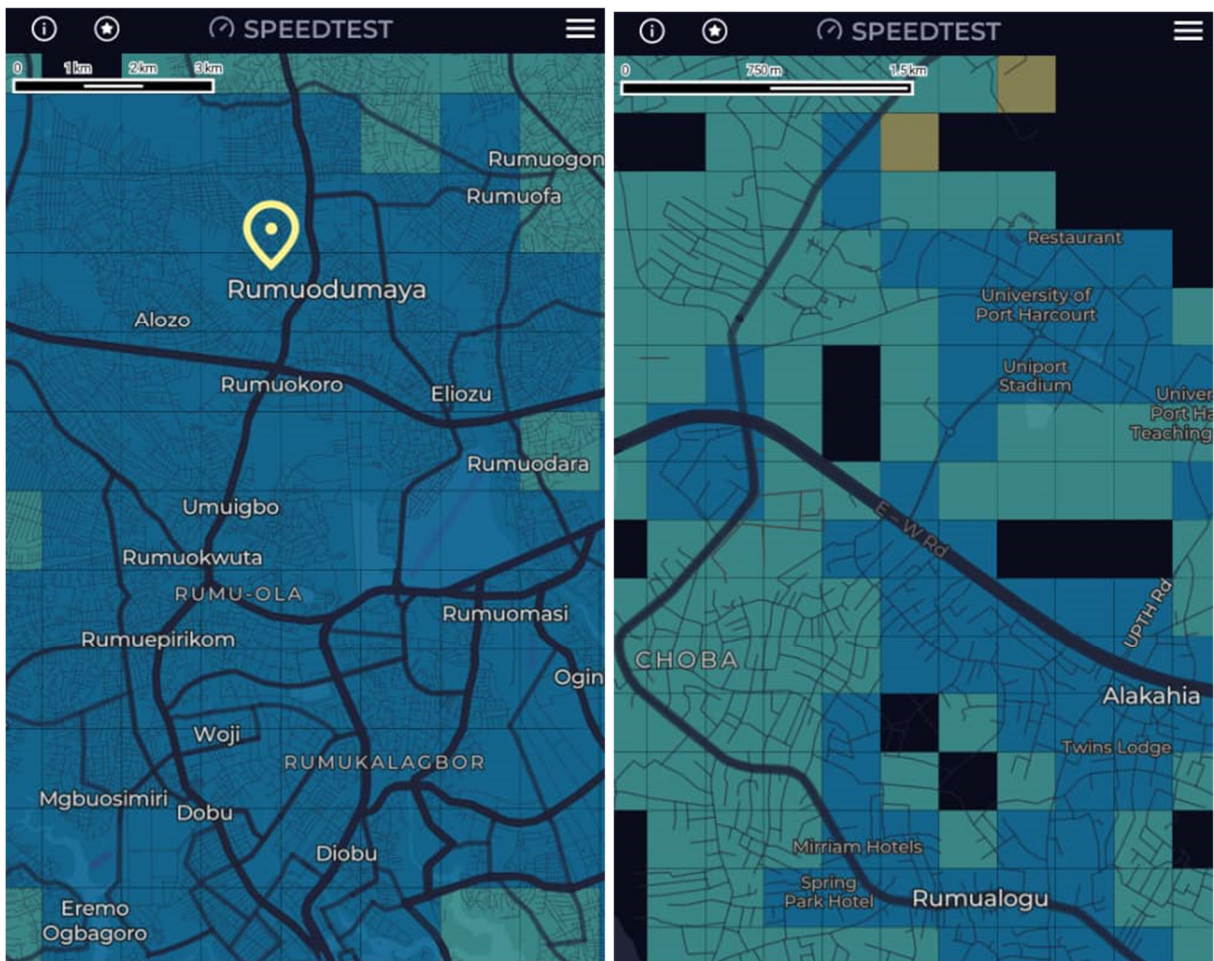 SPEEDTEST
0 1 km 2 km 3 km
Rumuogon
Rumuofa
Rumuodumaya
Alozo
Rumuokoro
Eliozu
Rumuodara
Umuigbo
Rumuokwuta
RUMU-OLA
Rumuomasi
Rumuepirikom
Ogin
Woji
RUMUKALAGBOR
Mgbuosimiri
Dobu
Diobu
Eremo
Ogbagoro
SPEEDTEST
0 750 m 1.5 km
Restaurant
University of
Port Harcourt
Uniport
Stadium
Univer
Port Ha
Teaching
E – W Rd
UPTH Rd
CHOBA
Alakahia
Twins Lodge
Mirriam Hotels
Spring
Park Hotel
Rumualogu